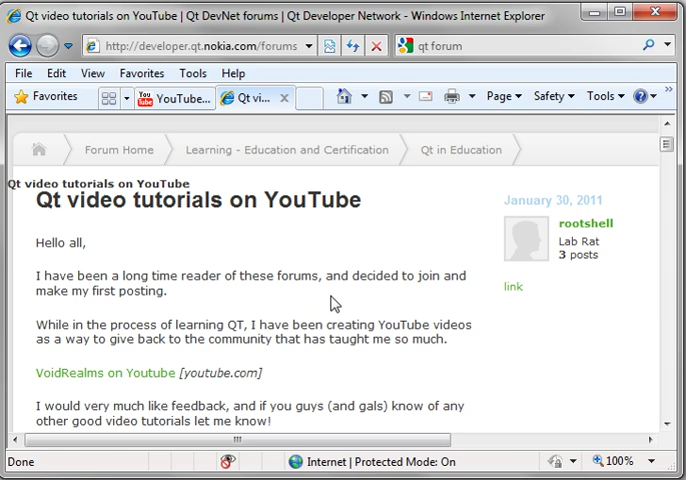 Qt video tutorials on YouTube | Qt DevNet forums | Qt Developer Network - Windows Internet Explorer
http://developer.qt.nokia.com/forums
qt forum
File Edit View Favorites Tools Help
Favorites
You Tube
YouTube...
Qt vi...
Page
Safety
Tools
Forum Home
Learning - Education and Certification
Qt in Education
Qt video tutorials on YouTube
Qt video tutorials on YouTube
January 30, 2011
rootshell
Lab Rat
3 posts
link
Hello all,
I have been a long time reader of these forums, and decided to join and
make my first posting.
While in the process of learning QT, I have been creating YouTube videos
as a way to give back to the community that has taught me so much.
VoidRealms on Youtube [youtube.com]
I would very much like feedback, and if you guys (and gals) know of any
other good video tutorials let me know!
Done
Internet | Protected Mode: On
100%